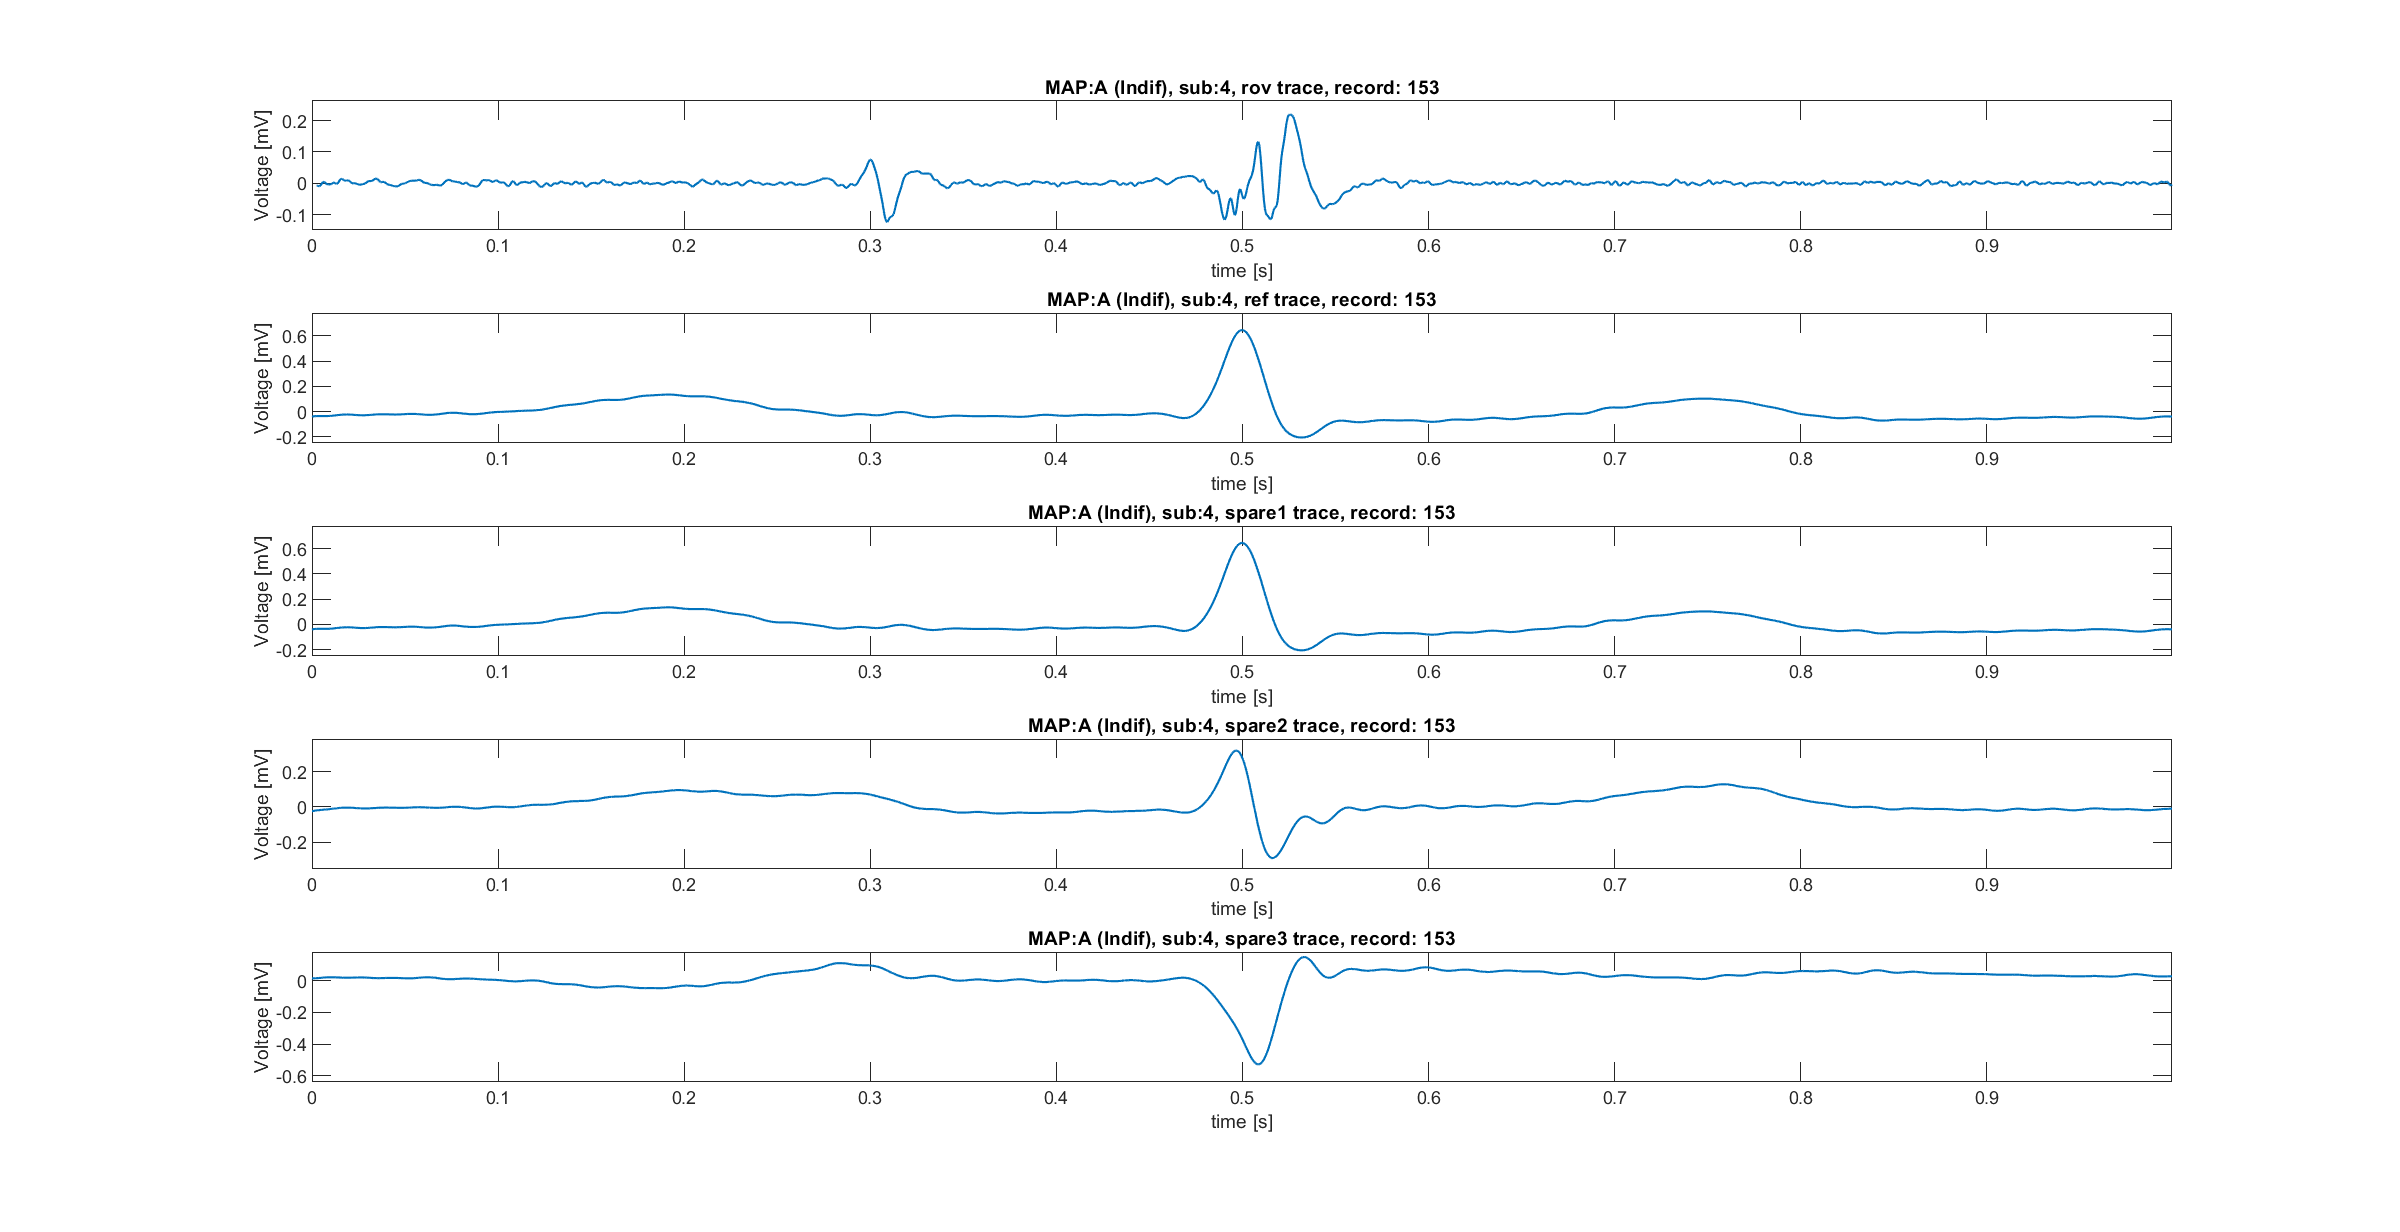 MAP:A (Indif), sub:4, rov trace, record: 153
Voltage [mV]
0.2
0.1
0
-0.1
0 0.1 0.2 0.3 0.4 0.5 0.6 0.7 0.8 0.9
time [s]
MAP:A (Indif), sub:4, ref trace, record: 153
Voltage [mV]
0.6
0.4
0.2
0
-0.2
0 0.1 0.2 0.3 0.4 0.5 0.6 0.7 0.8 0.9
time [s]
MAP:A (Indif), sub:4, spare1 trace, record: 153
Voltage [mV]
0.6
0.4
0.2
0
-0.2
0 0.1 0.2 0.3 0.4 0.5 0.6 0.7 0.8 0.9
time [s]
MAP:A (Indif), sub:4, spare2 trace, record: 153
Voltage [mV]
0.2
0
-0.2
0 0.1 0.2 0.3 0.4 0.5 0.6 0.7 0.8 0.9
time [s]
MAP:A (Indif), sub:4, spare3 trace, record: 153
Voltage [mV]
0
-0.2
-0.4
-0.6
0 0.1 0.2 0.3 0.4 0.5 0.6 0.7 0.8 0.9
time [s]